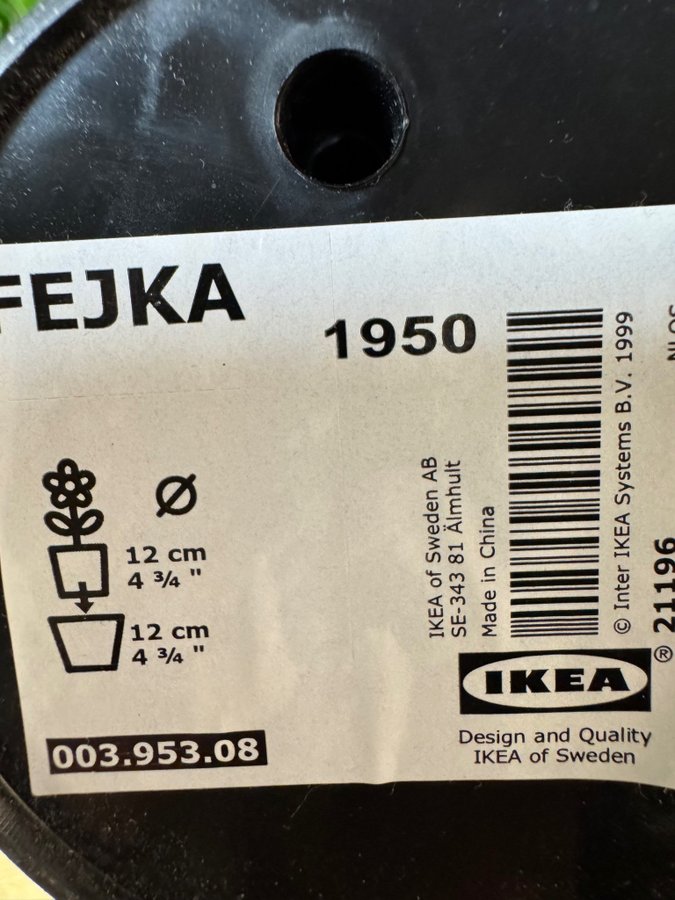 FEJKA
1950
Ø
12 cm
4 ¾ "
12 cm
4 ¾ "
003.953.08
IKEA of Sweden AB
SE-343 81 Älmhult
Made in China
© Inter IKEA Systems B.V. 1999
21196
IKEA®
Design and Quality
IKEA of Sweden